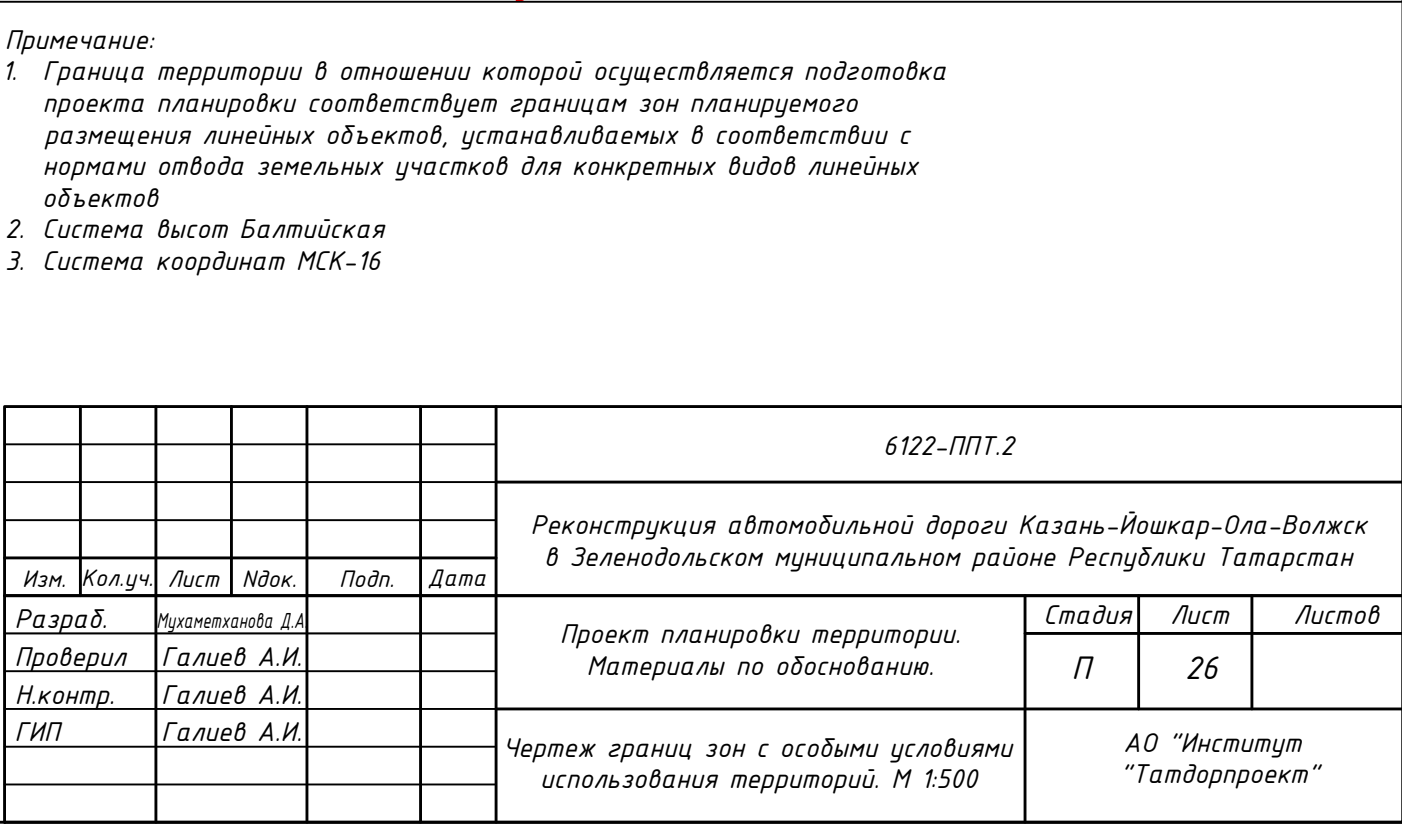 Примечание:
1. Граница территории в отношении которой осуществляется подготовка
проекта планировки соответствует границам зон планируемого
размещения линейных объектов, устанавливаемых в соответствии с
нормами отвода земельных участков для конкретных видов линейных
объектов
2. Система высот Балтийская
3. Система координат МСК-16
6122-ППТ.2
Реконструкция автомобильной дороги Казань-Йошкар-Ола-Волжск
в Зеленодольском муниципальном районе Республики Татарстан
Изм. Кол.уч. Лист Nдок. Подп. Дата
Разраб. Мухаметханова Д.А
Проверил Галиев А.И.
Н.контр. Галиев А.И.
ГИП Галиев А.И.
Проект планировки территории.
Материалы по обоснованию.
Стадия Лист Листов
П 26
Чертеж границ зон с особыми условиями
использования территорий. М 1:500
АО "Институт
"Татдорпроект"